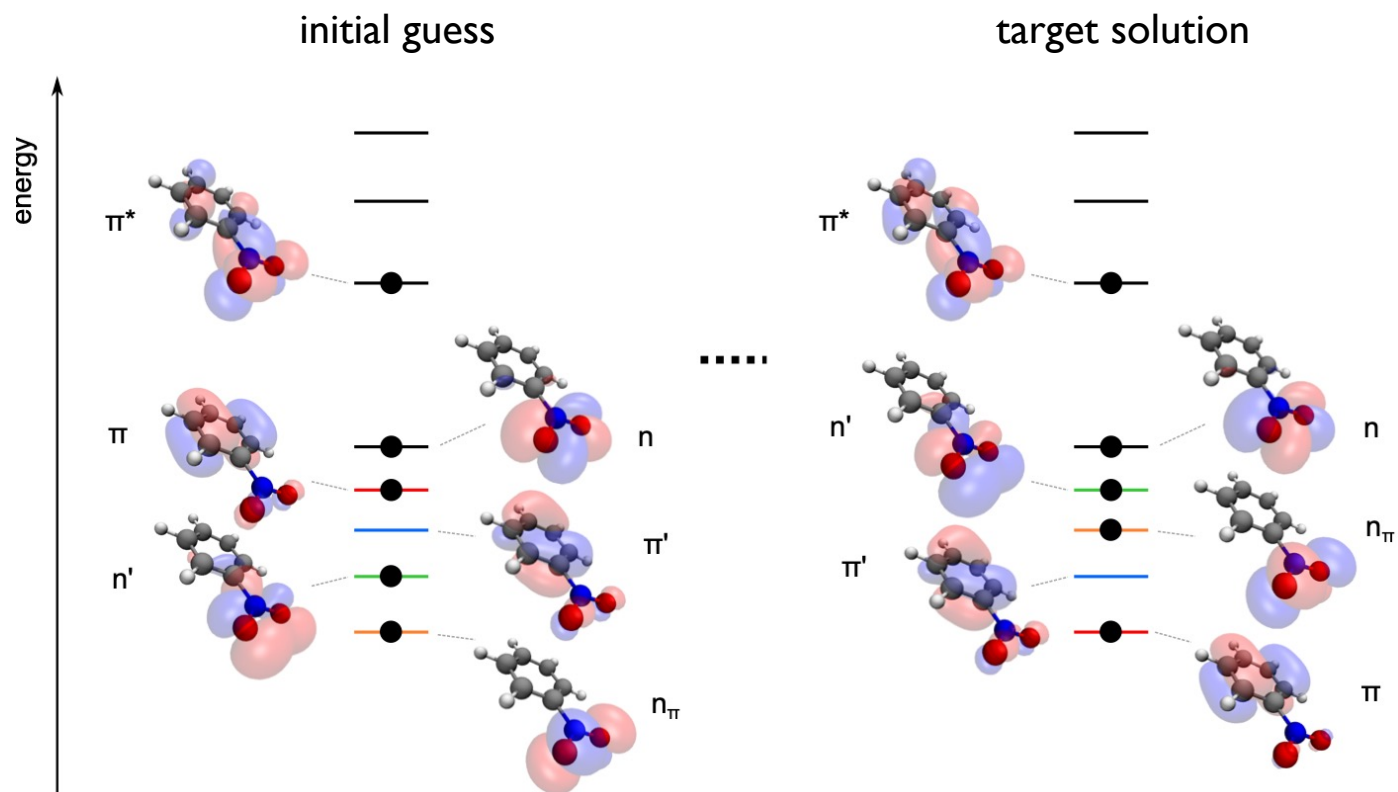 initial guess
target solution
energy
π*
π
n
π'
n'
nπ
π*
n'
n
nπ
π'
π